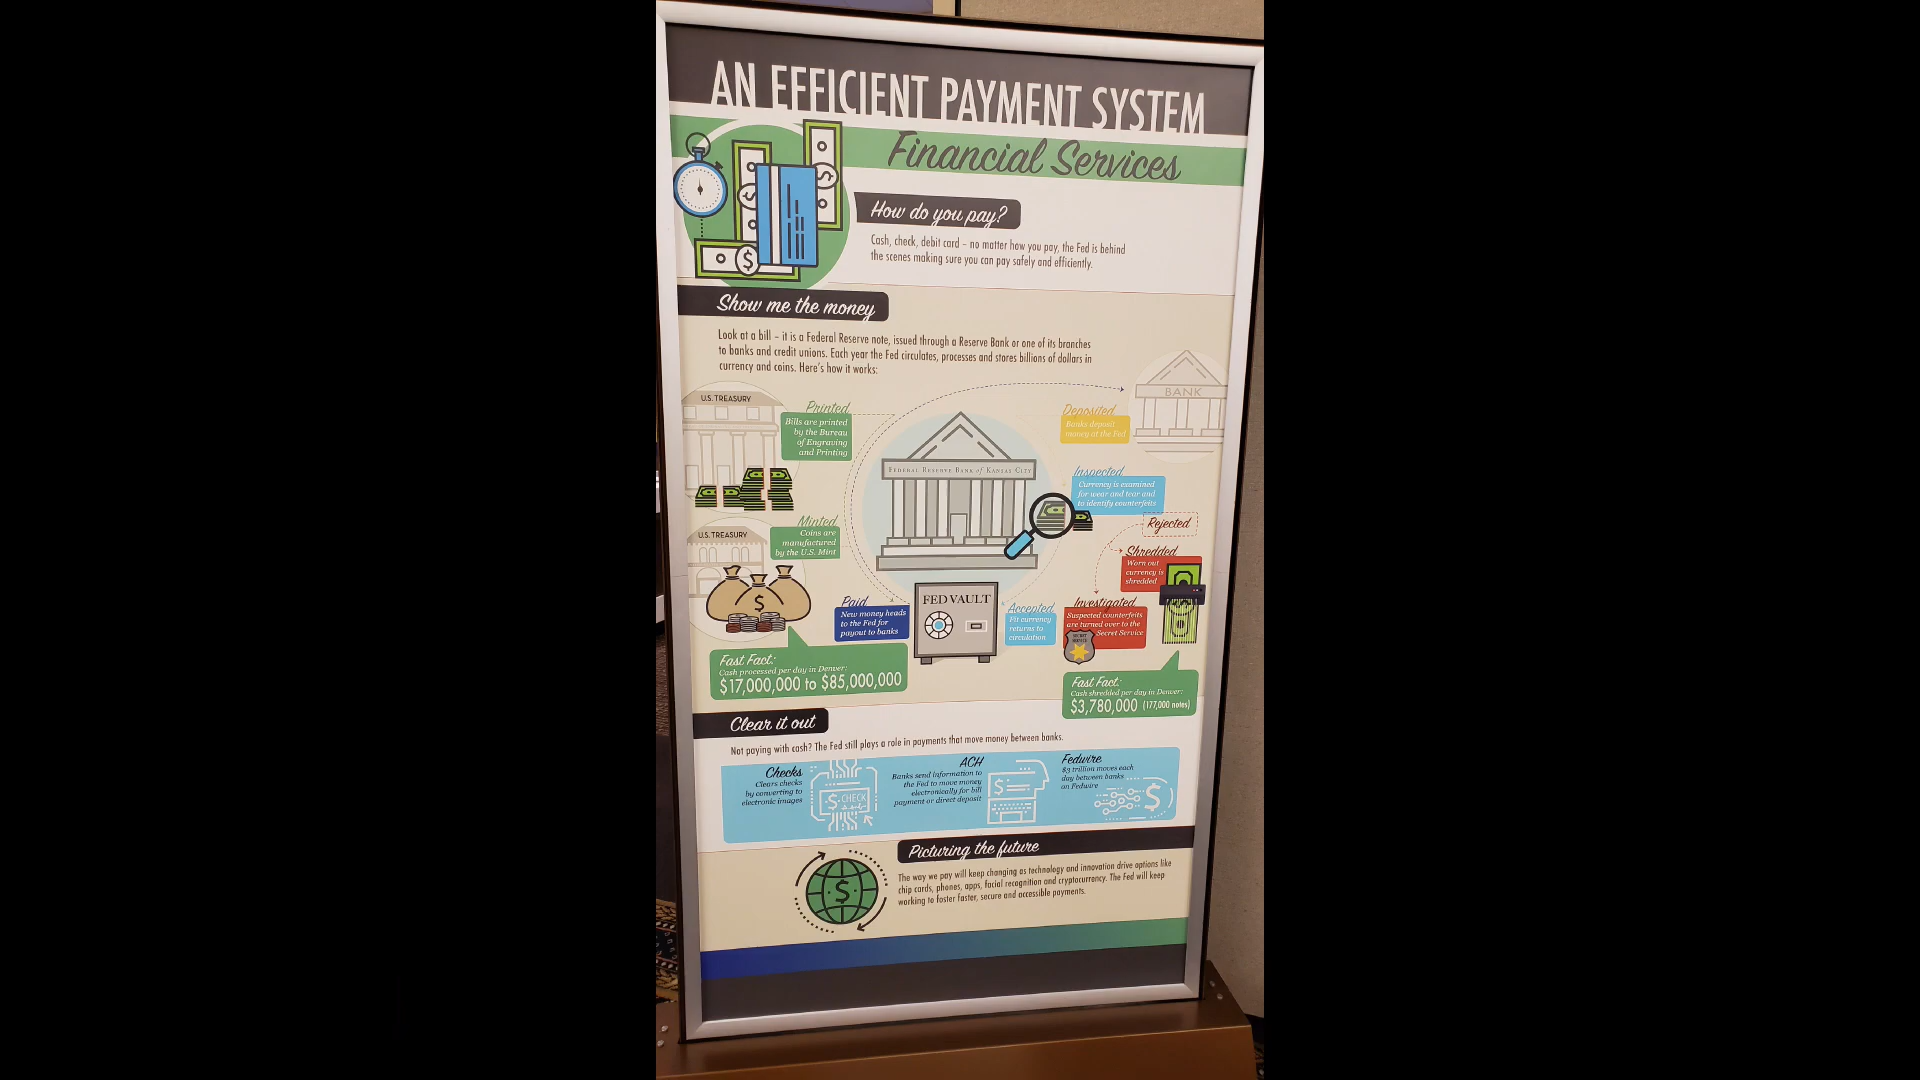 AN EFFICIENT PAYMENT SYSTEM
Financial Services
How do you pay?
Cash, check, debit card – no matter how you pay, the Fed is behind
the scenes making sure you can pay safely and efficiently.
Show me the money
Look at a bill – it is a Federal Reserve note, issued through a Reserve Bank or one of its branches
to banks and credit unions. Each year the Fed circulates, processes and stores billions of dollars in
currency and coins. Here's how it works:
U.S. TREASURY
Printed
Bills are printed
by the Bureau
of Engraving
and Printing
U.S. TREASURY
Minted
Coins are
manufactured
by the U.S. Mint
$
Paid
New money heads
to the Fed for
payout to banks
FEDERAL RESERVE BANK of KANSAS CITY
FED VAULT
BANK
Deposited
Banks deposit
money at the Fed
Inspected
Currency is examined
for wear and tear and
to identify counterfeits
Rejected
Shredded
Worn out
currency is
shredded
Accepted
Fit currency
returns to
circulation
Investigated
Suspected counterfeits
are turned over to the
Secret Service
SECRET
SERVICE
Fast Fact:
Cash processed per day in Denver:
$17,000,000 to $85,000,000
Fast Fact:
Cash shredded per day in Denver:
$3,780,000 (177,000 notes)
Clear it out
Not paying with cash? The Fed still plays a role in payments that move money between banks.
Checks
Clears checks
by converting to
electronic images
$ CHECK
ACH
Banks send information to
the Fed to move money
electronically for bill
payment or direct deposit
$
Fedwire
$3 trillion moves each
day between banks
on Fedwire
$
Picturing the future
The way we pay will keep changing as technology and innovation drive options like
chip cards, phones, apps, facial recognition and cryptocurrency. The Fed will keep
working to foster faster, secure and accessible payments.
$